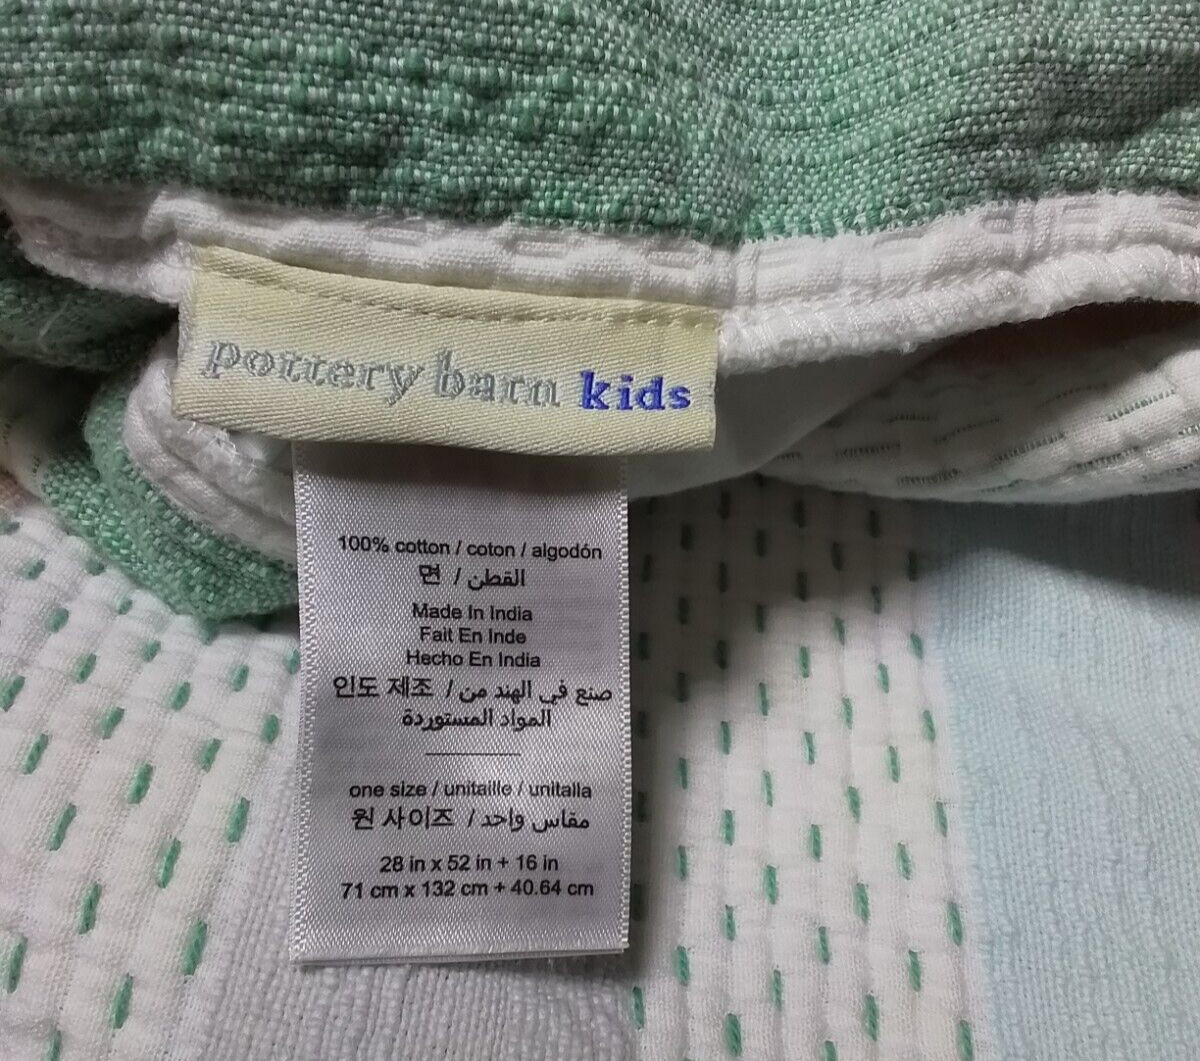 pottery barn kids
100% cotton / coton / algodón
면 / القطن
Made In India
Fait En Inde
Hecho En India
인도 제조 / صنع في الهند من
المواد المستوردة
one size / unitaille / unitalla
원 사이즈 / مقاس واحد
28 in x 52 in + 16 in
71 cm x 132 cm + 40.64 cm